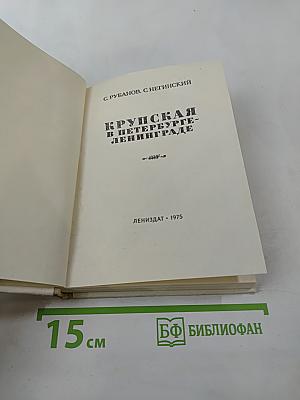 С. РУБАНОВ, С. НЕГИНСКИЙ
КРУПСКАЯ
В ПЕТЕРБУРГЕ-
ЛЕНИНГРАДЕ
ЛЕНИЗДАТ • 1975
15 см
БФ БИБЛИОФАН